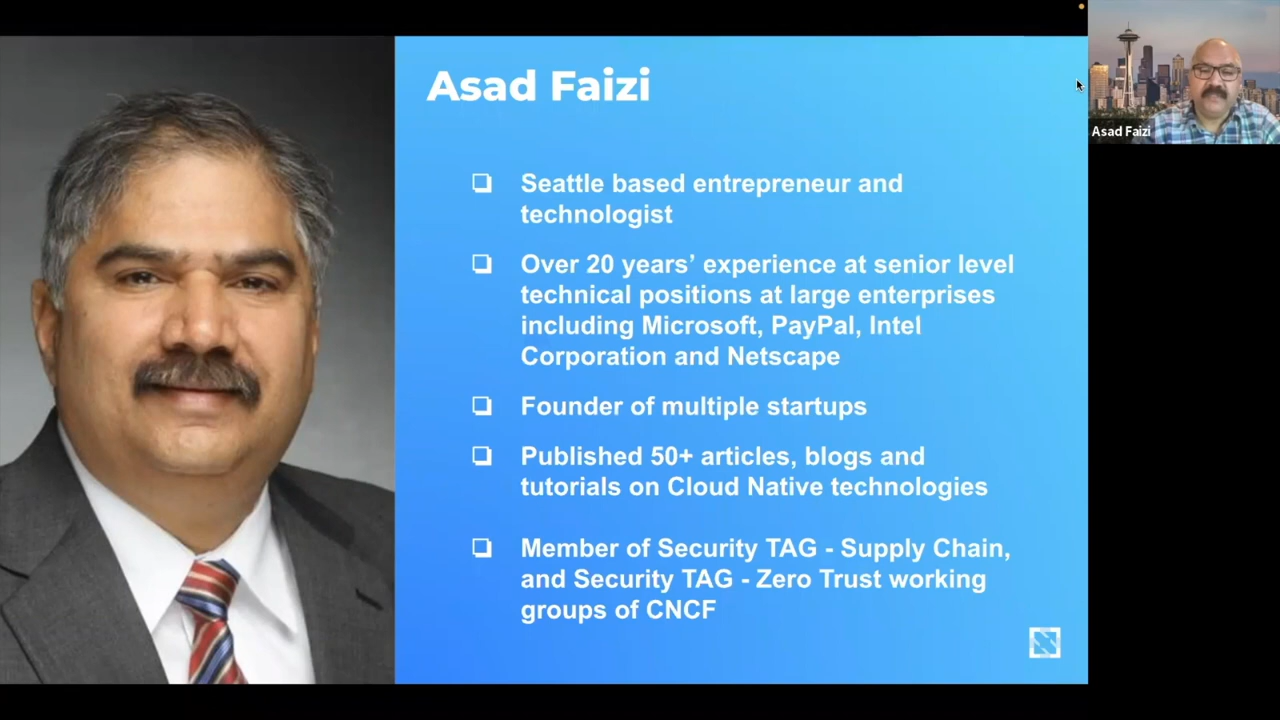 Asad Faizi
Asad Faizi
❏ Seattle based entrepreneur and
technologist
❏ Over 20 years’ experience at senior level
technical positions at large enterprises
including Microsoft, PayPal, Intel
Corporation and Netscape
❏ Founder of multiple startups
❏ Published 50+ articles, blogs and
tutorials on Cloud Native technologies
❏ Member of Security TAG - Supply Chain,
and Security TAG - Zero Trust working
groups of CNCF